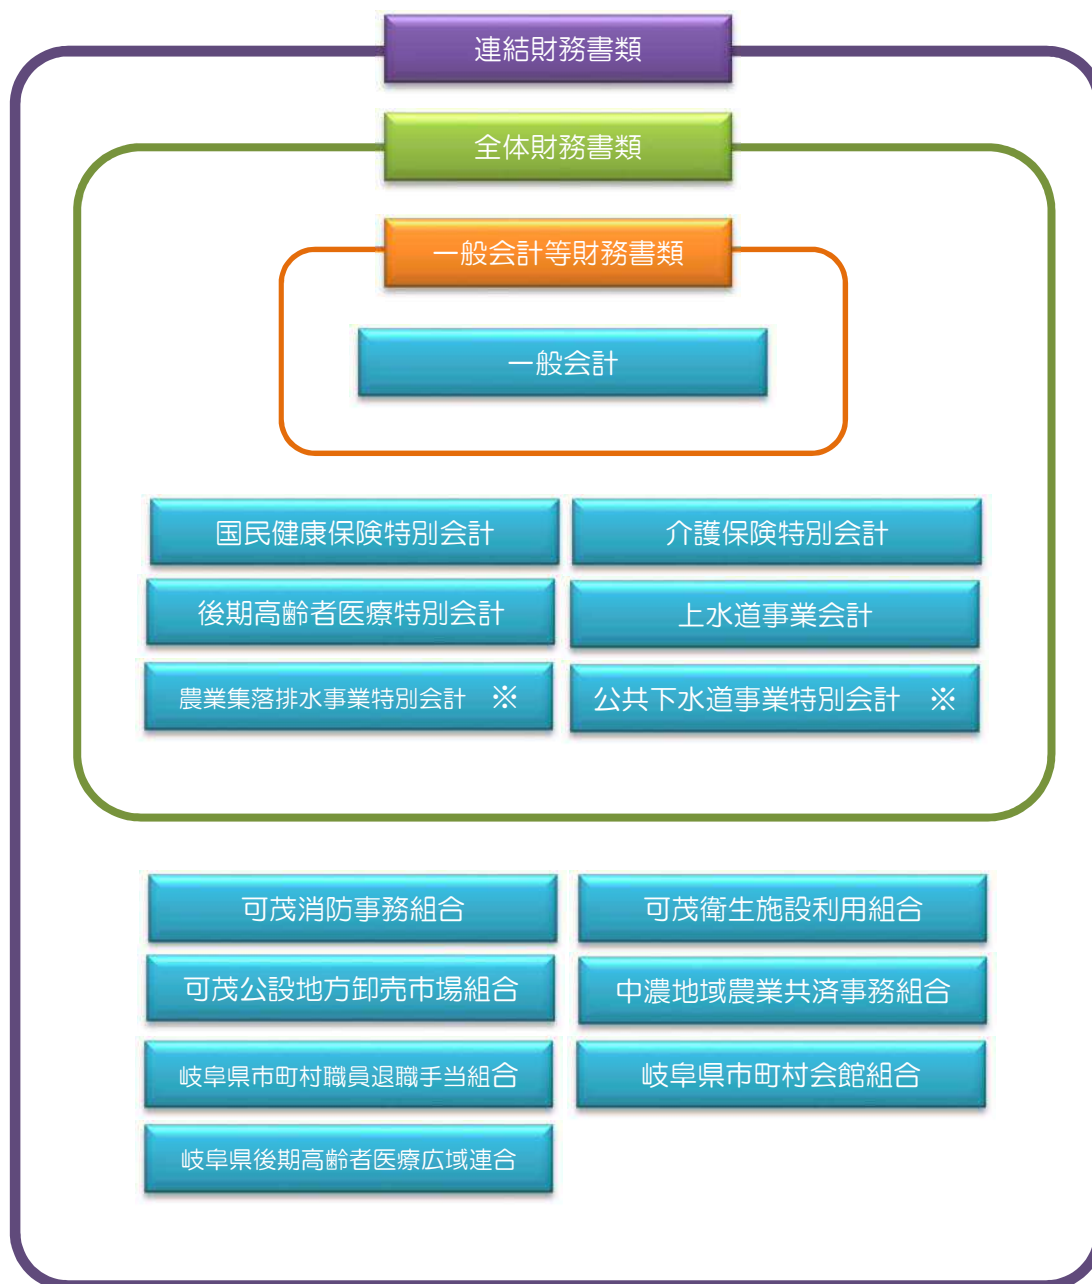 連結財務書類
全体財務書類
一般会計等財務書類
一般会計
国民健康保険特別会計
介護保険特別会計
後期高齢者医療特別会計
上水道事業会計
農業集落排水事業特別会計　※
公共下水道事業特別会計　※
可茂消防事務組合
可茂衛生施設利用組合
可茂公設地方卸売市場組合
中濃地域農業共済事務組合
岐阜県市町村職員退職手当組合
岐阜県市町村会館組合
岐阜県後期高齢者医療広域連合